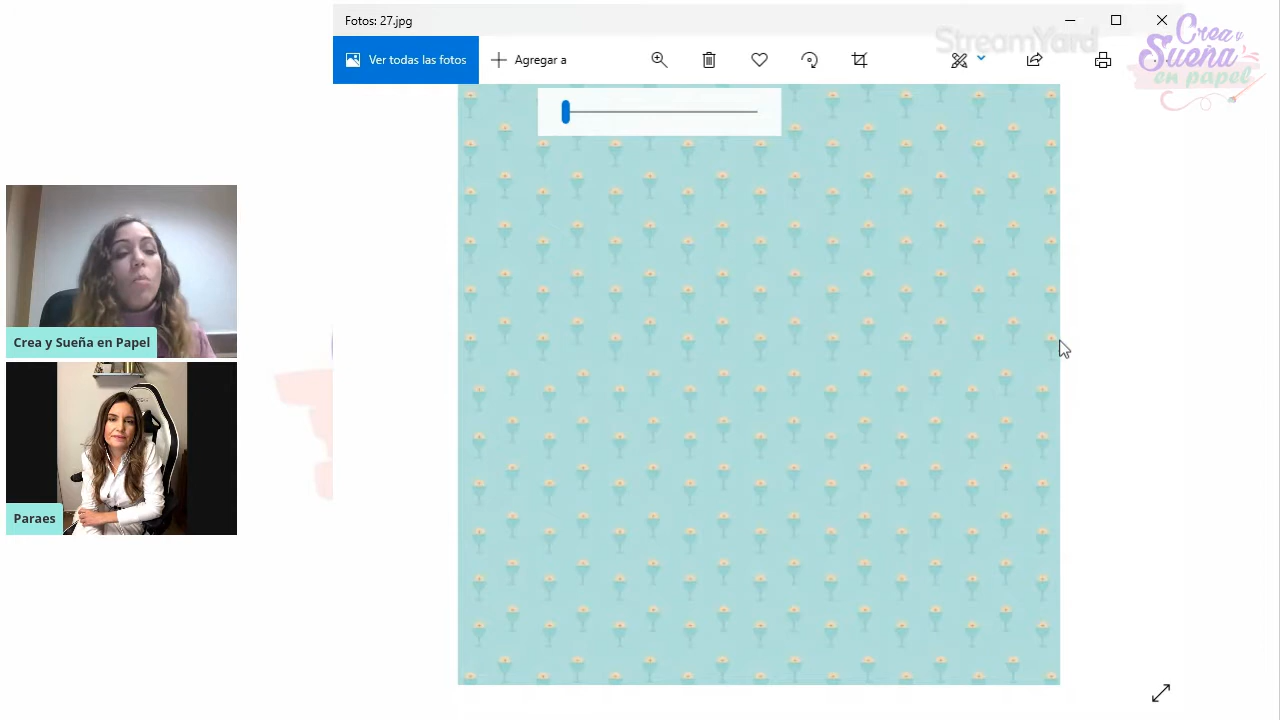 Fotos: 27.jpg
StreamYard
Crea y
Sueña
en papel
Ver todas las fotos
Agregar a
Crea y Sueña en Papel
Paraes